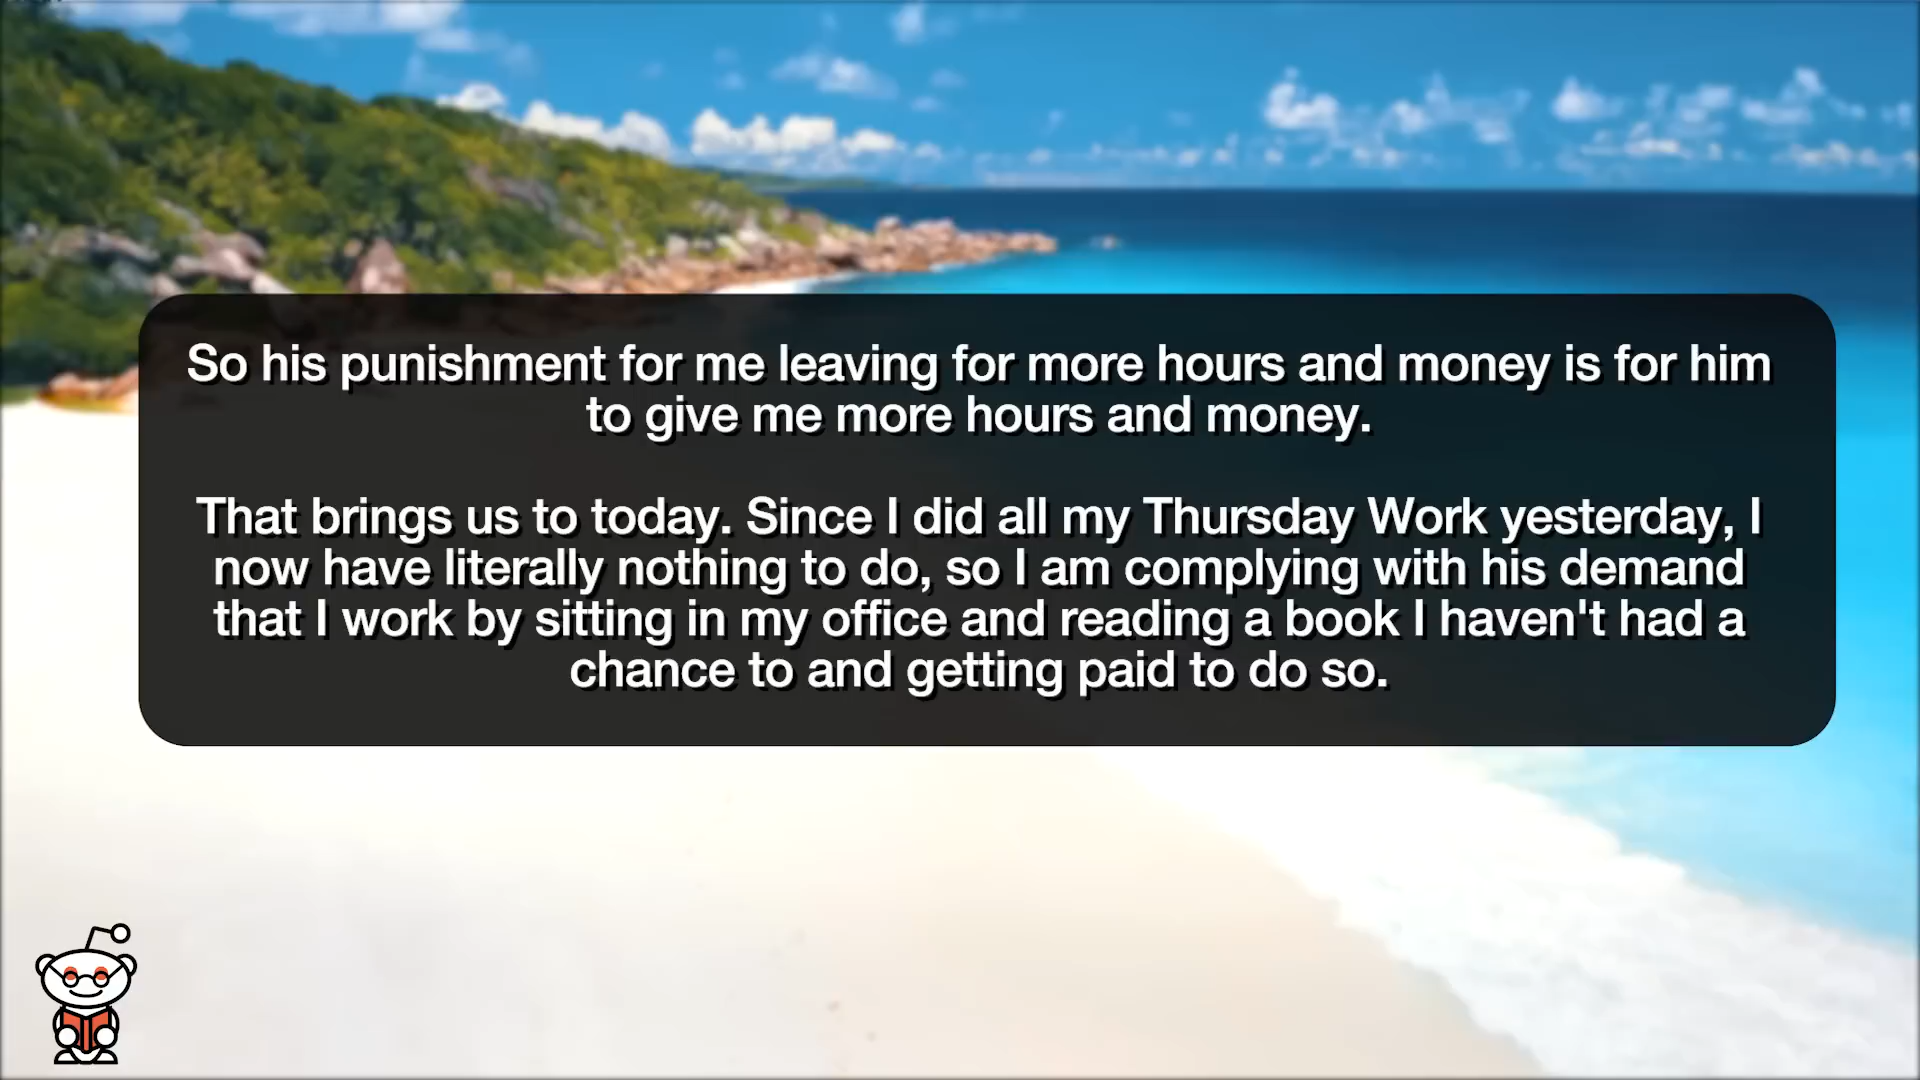 So his punishment for me leaving for more hours and money is for him
to give me more hours and money.
That brings us to today. Since I did all my Thursday Work yesterday, I
now have literally nothing to do, so I am complying with his demand
that I work by sitting in my office and reading a book I haven't had a
chance to and getting paid to do so.